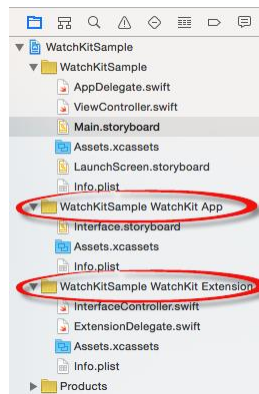 WatchKitSample
WatchKitSample
AppDelegate.swift
ViewController.swift
Main.storyboard
Assets.xcassets
LaunchScreen.storyboard
Info.plist
WatchKitSample WatchKit App
Interface.storyboard
Assets.xcassets
Info.plist
WatchKitSample WatchKit Extension
InterfaceController.swift
ExtensionDelegate.swift
Assets.xcassets
Info.plist
Products